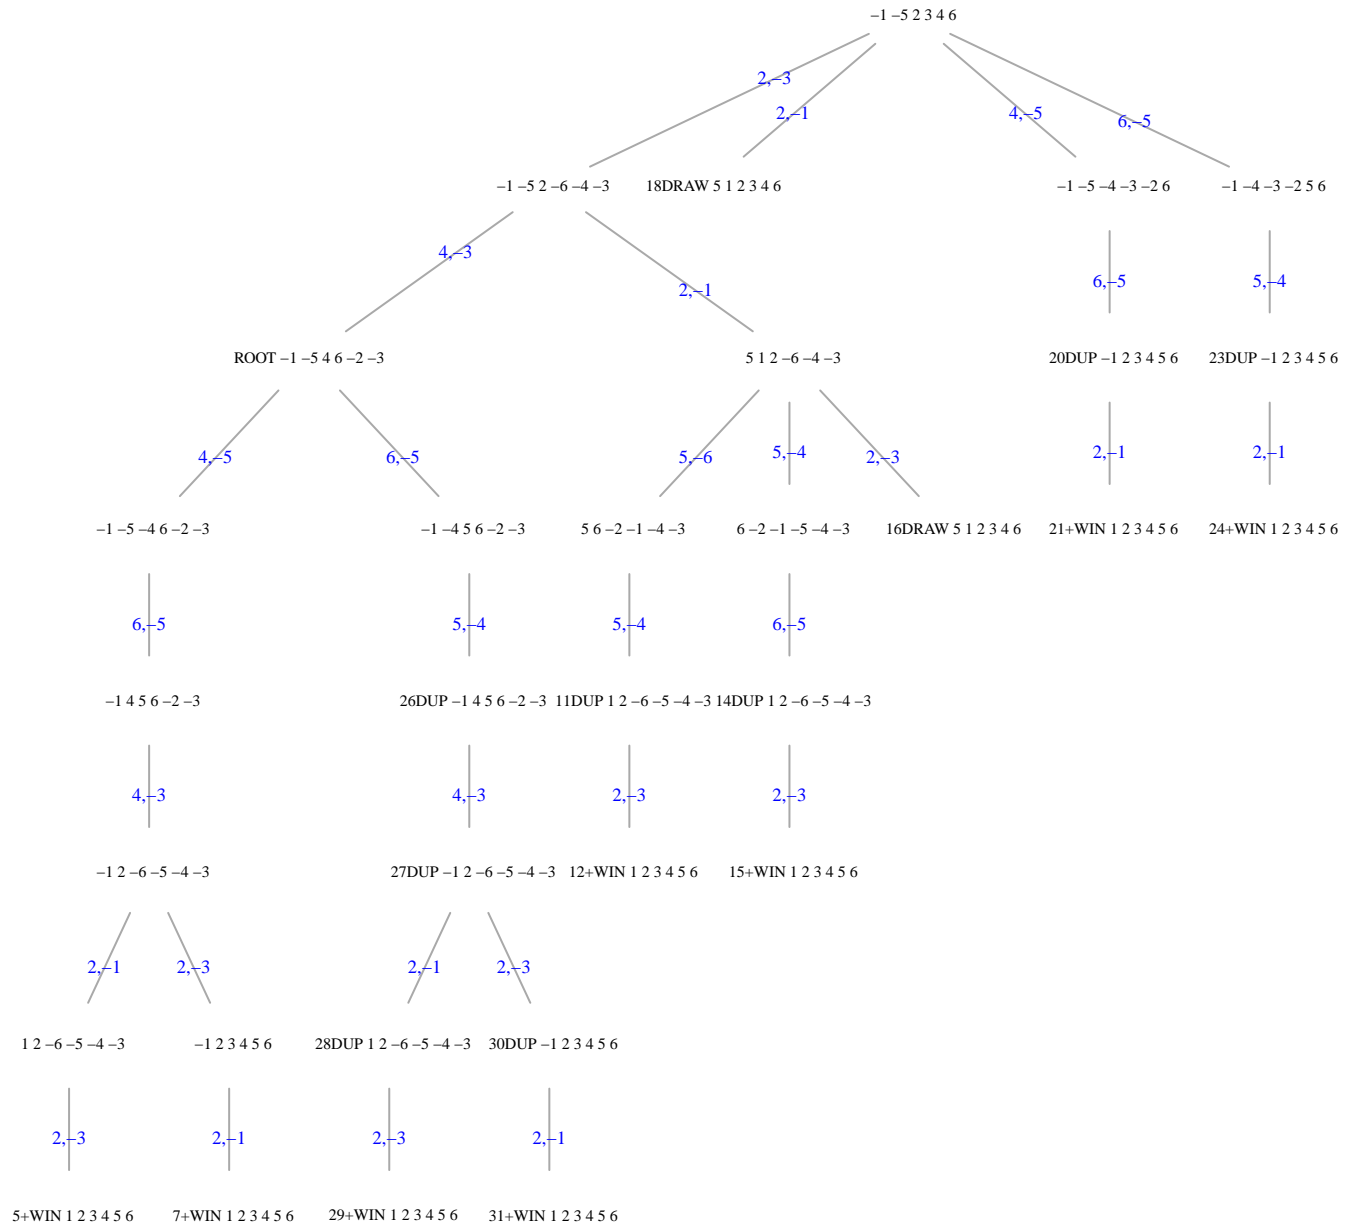 –1 –5 2 3 4 6
2,–3
2,–1
4,–5
6,–5
–1 –5 2 –6 –4 –3
18DRAW 5 1 2 3 4 6
–1 –5 –4 –3 –2 6
–1 –4 –3 –2 5 6
4,–3
2,–1
6,–5
5,–4
ROOT –1 –5 4 6 –2 –3
5 1 2 –6 –4 –3
20DUP –1 2 3 4 5 6
23DUP –1 2 3 4 5 6
4,–5
6,–5
5,–6
5,–4
2,–3
2,–1
2,–1
–1 –5 –4 6 –2 –3
–1 –4 5 6 –2 –3
5 6 –2 –1 –4 –3
6 –2 –1 –5 –4 –3
16DRAW 5 1 2 3 4 6
21+WIN 1 2 3 4 5 6
24+WIN 1 2 3 4 5 6
6,–5
5,–4
5,–4
6,–5
–1 4 5 6 –2 –3
26DUP –1 4 5 6 –2 –3
11DUP 1 2 –6 –5 –4 –3
14DUP 1 2 –6 –5 –4 –3
4,–3
4,–3
2,–3
2,–3
–1 2 –6 –5 –4 –3
27DUP –1 2 –6 –5 –4 –3
12+WIN 1 2 3 4 5 6
15+WIN 1 2 3 4 5 6
2,–1
2,–3
2,–1
2,–3
1 2 –6 –5 –4 –3
–1 2 3 4 5 6
28DUP 1 2 –6 –5 –4 –3
30DUP –1 2 3 4 5 6
2,–3
2,–1
2,–3
2,–1
5+WIN 1 2 3 4 5 6
7+WIN 1 2 3 4 5 6
29+WIN 1 2 3 4 5 6
31+WIN 1 2 3 4 5 6